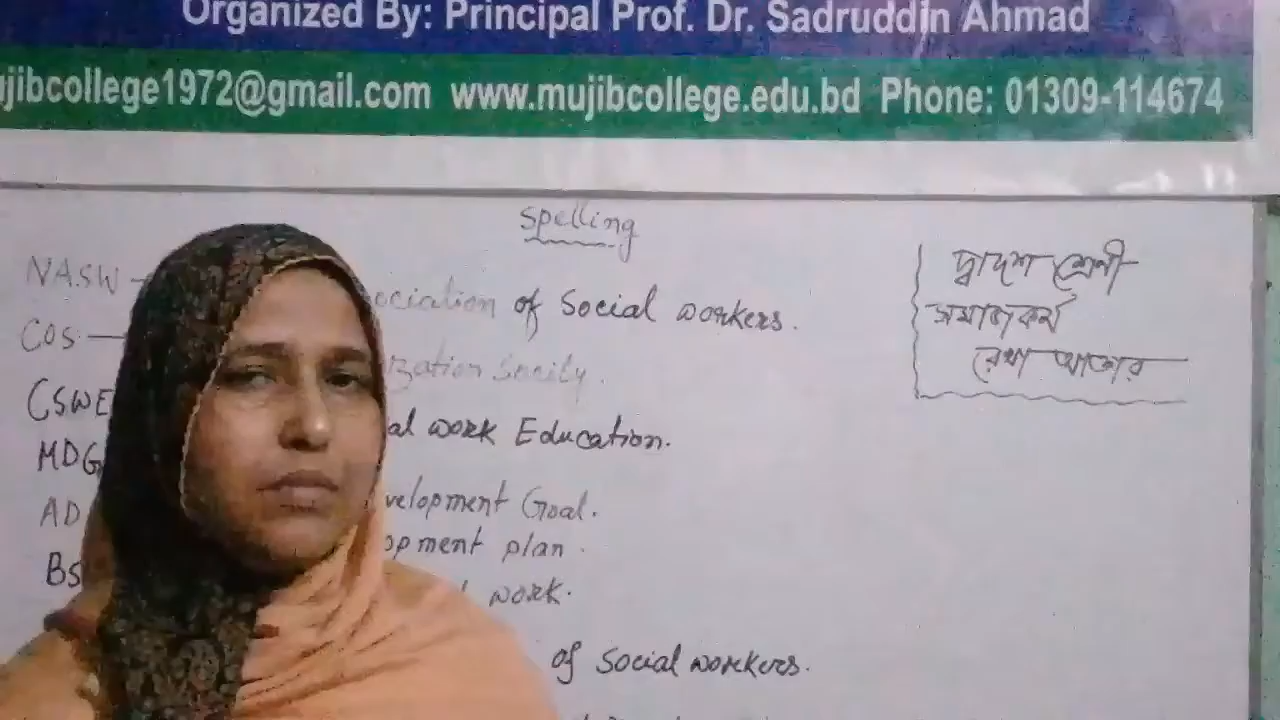 Organized By: Principal Prof. Dr. Sadruddin Ahmad
jibcollege1972@gmail.com www.mujibcollege.edu.bd Phone: 01309-114674
Spelling
দ্বাদশ শ্রেণী
সমাজকর্ম
রেখা আক্তার
NASW - ociation of Social workers.
COS - ization Socity.
CSWE al work Education.
MDG velopment Goal.
AD opment plan.
BS work.
of Social workers.